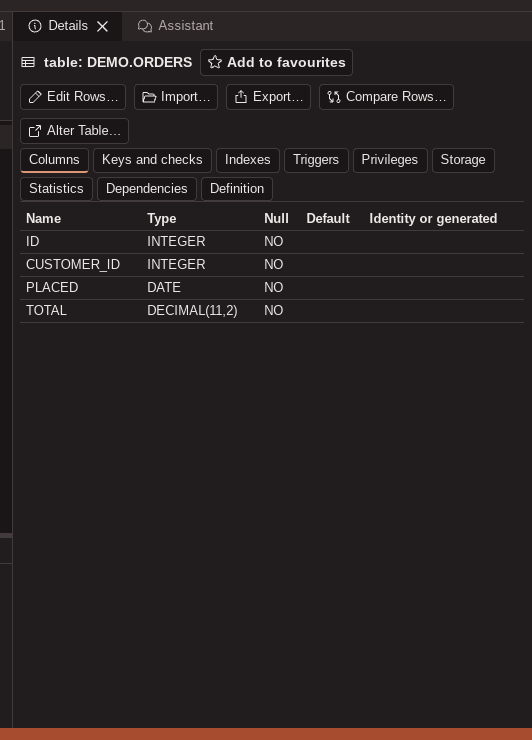 1 Details Assistant
table: DEMO.ORDERS Add to favourites
Edit Rows… Import… Export… Compare Rows…
Alter Table…
Columns Keys and checks Indexes Triggers Privileges Storage
Statistics Dependencies Definition
Name Type Null Default Identity or generated
ID INTEGER NO
CUSTOMER_ID INTEGER NO
PLACED DATE NO
TOTAL DECIMAL(11,2) NO